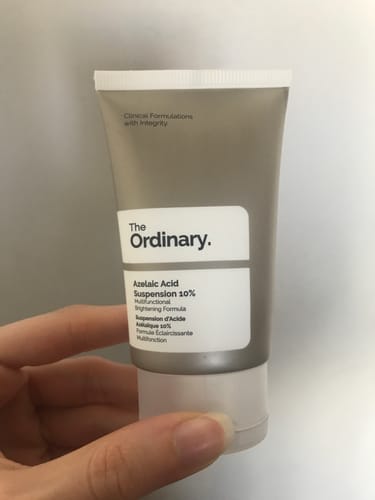 Clinical Formulations
with Integrity.
The
Ordinary.
Azelaic Acid
Suspension 10%
Multifunctional
Brightening Formula
Suspension d'Acide
Azélaïque 10%
Formule Éclaircissante
Multifonction